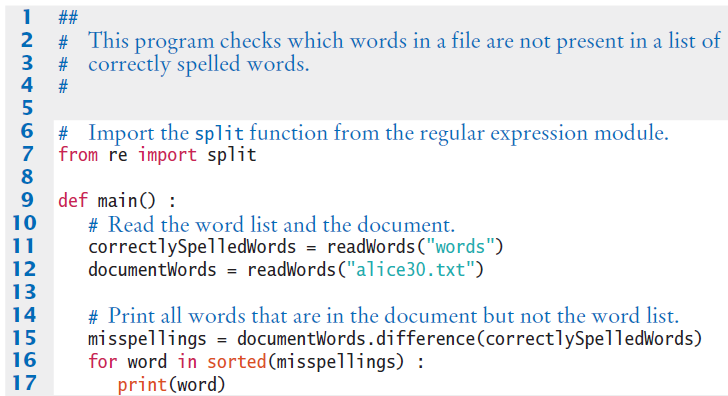 1 ##
2 # This program checks which words in a file are not present in a list of
3 # correctly spelled words.
4 #
5
6 # Import the split function from the regular expression module.
7 from re import split
8
9 def main() :
10 # Read the word list and the document.
11 correctlySpelledWords = readWords("words")
12 documentWords = readWords("alice30.txt")
13
14 # Print all words that are in the document but not the word list.
15 misspellings = documentWords.difference(correctlySpelledWords)
16 for word in sorted(misspellings) :
17 print(word)